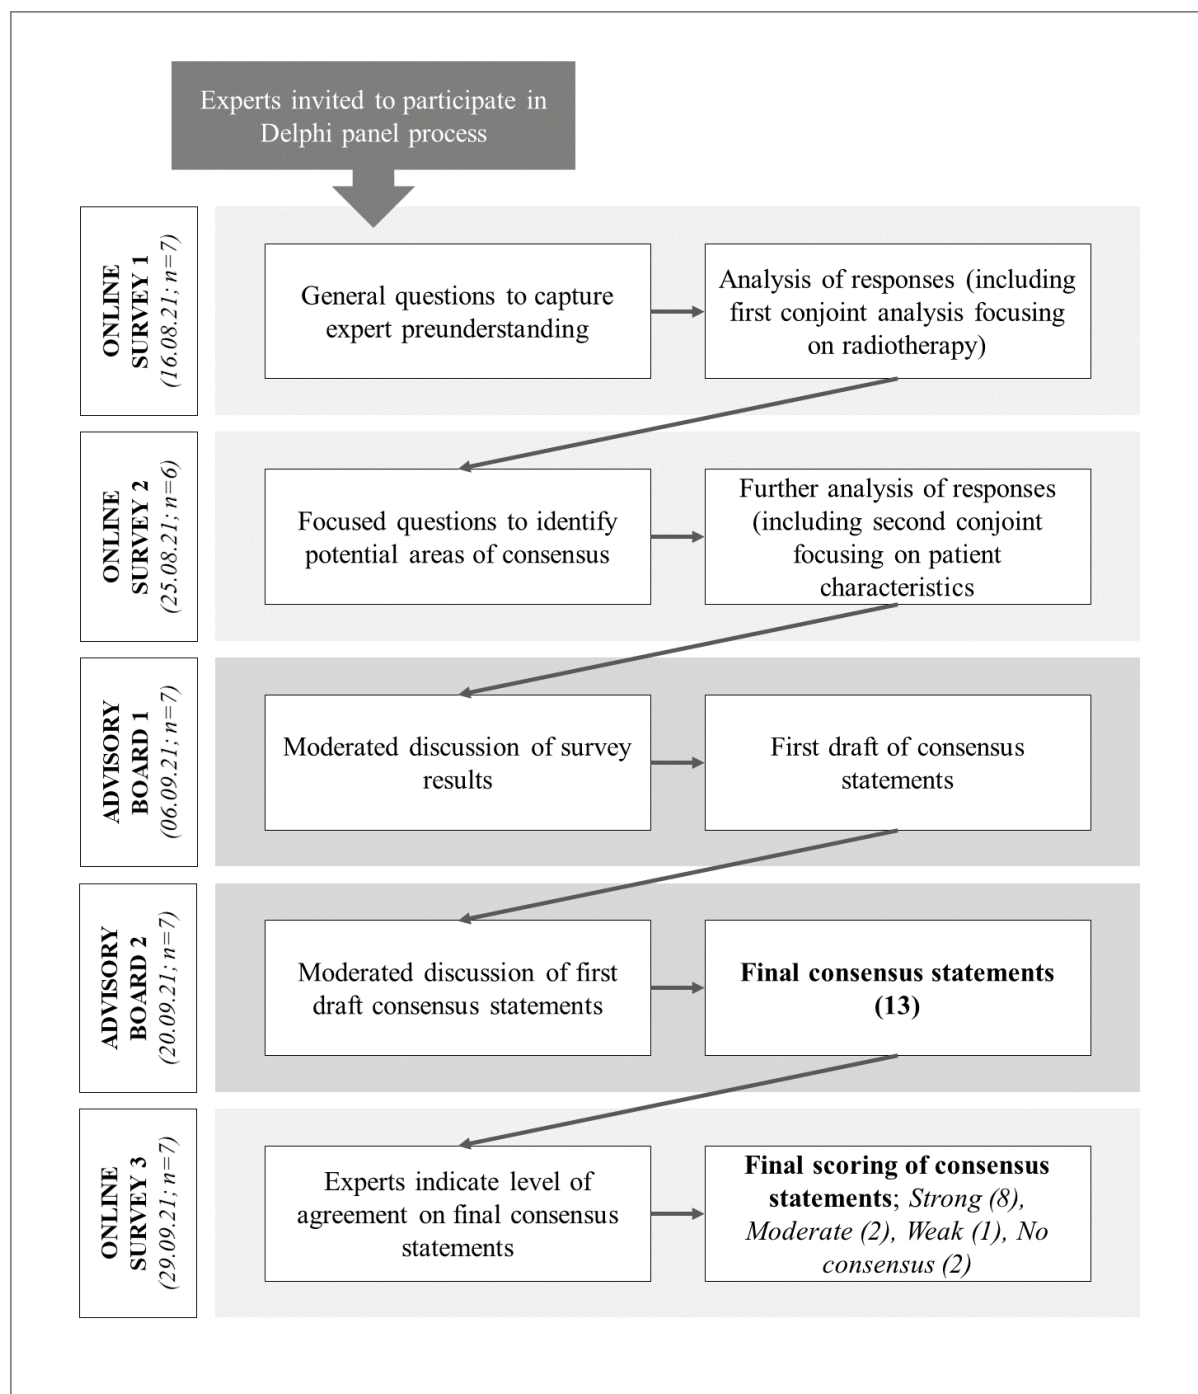 Experts invited to participate in
Delphi panel process
ONLINE
SURVEY 1
(16.08.21; n=7)
General questions to capture
expert preunderstanding
Analysis of responses (including
first conjoint analysis focusing
on radiotherapy)
ONLINE
SURVEY 2
(25.08.21; n=6)
Focused questions to identify
potential areas of consensus
Further analysis of responses
(including second conjoint
focusing on patient
characteristics
ADVISORY
BOARD 1
(06.09.21; n=7)
Moderated discussion of survey
results
First draft of consensus
statements
ADVISORY
BOARD 2
(20.09.21; n=7)
Moderated discussion of first
draft consensus statements
Final consensus statements
(13)
ONLINE
SURVEY 3
(29.09.21; n=7)
Experts indicate level of
agreement on final consensus
statements
Final scoring of consensus
statements; Strong (8),
Moderate (2), Weak (1), No
consensus (2)